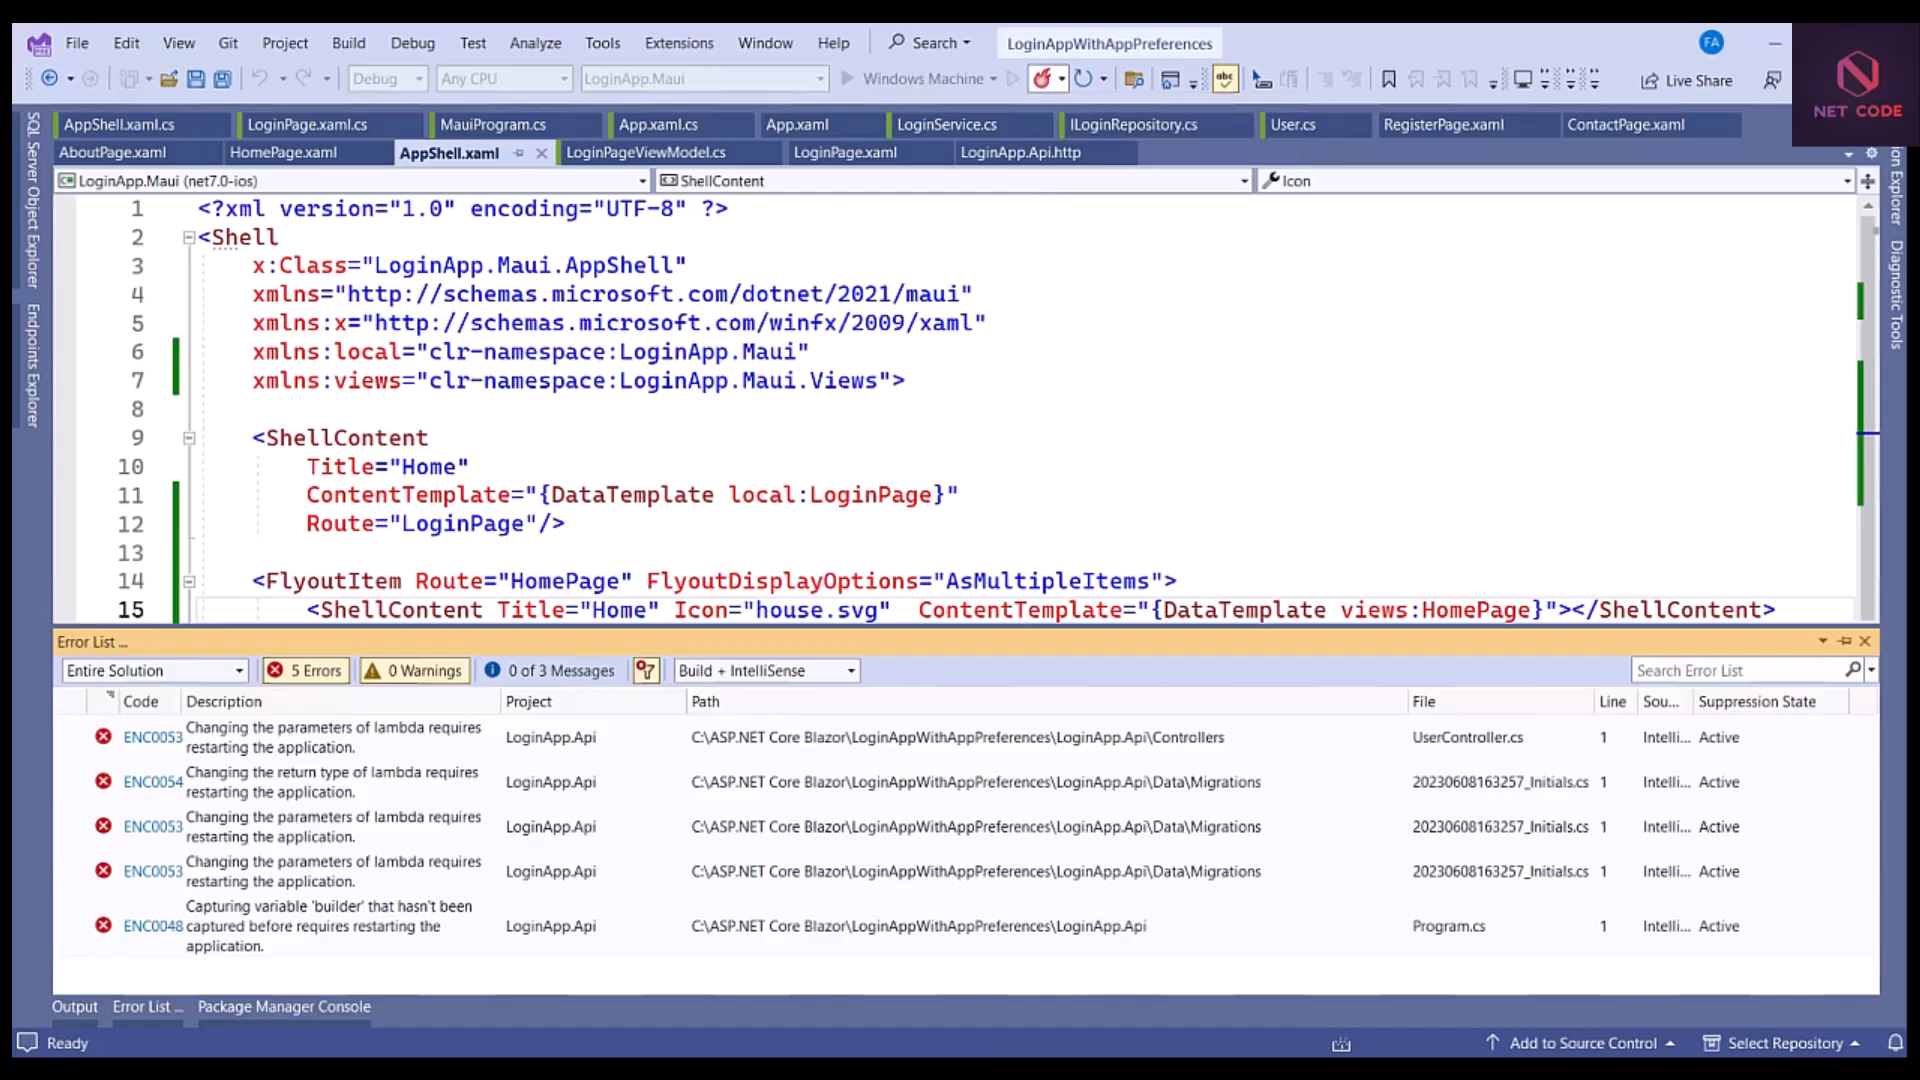 File Edit View Git Project Build Debug Test Analyze Tools Extensions Window Help Search LoginAppWithAppPreferences FA
Debug Any CPU LoginApp.Maui Windows Machine abc Live Share
NET CODE
AppShell.xaml.cs LoginPage.xaml.cs MauiProgram.cs App.xaml.cs App.xaml LoginService.cs ILoginRepository.cs User.cs RegisterPage.xaml ContactPage.xaml
AboutPage.xaml HomePage.xaml AppShell.xaml LoginPageViewModel.cs LoginPage.xaml LoginApp.Api.http
LoginApp.Maui (net7.0-ios) ShellContent Icon
SQL Server Object Explorer
Endpoints Explorer
ion Explorer
Diagnostic Tools
1 <?xml version="1.0" encoding="UTF-8" ?>
2 <Shell
3 x:Class="LoginApp.Maui.AppShell"
4 xmlns="http://schemas.microsoft.com/dotnet/2021/maui"
5 xmlns:x="http://schemas.microsoft.com/winfx/2009/xaml"
6 xmlns:local="clr-namespace:LoginApp.Maui"
7 xmlns:views="clr-namespace:LoginApp.Maui.Views">
8
9 <ShellContent
10 Title="Home"
11 ContentTemplate="{DataTemplate local:LoginPage}"
12 Route="LoginPage"/>
13
14 <FlyoutItem Route="HomePage" FlyoutDisplayOptions="AsMultipleItems">
15 <ShellContent Title="Home" Icon="house.svg" ContentTemplate="{DataTemplate views:HomePage}"></ShellContent>
Error List ...
Entire Solution 5 Errors 0 Warnings 0 of 3 Messages Build + IntelliSense Search Error List
Code Description Project Path File Line Sou... Suppression State
ENC0053 Changing the parameters of lambda requires restarting the application. LoginApp.Api C:\ASP.NET Core Blazor\LoginAppWithAppPreferences\LoginApp.Api\Controllers UserController.cs 1 Intelli... Active
ENC0054 Changing the return type of lambda requires restarting the application. LoginApp.Api C:\ASP.NET Core Blazor\LoginAppWithAppPreferences\LoginApp.Api\Data\Migrations 20230608163257_Initials.cs 1 Intelli... Active
ENC0053 Changing the parameters of lambda requires restarting the application. LoginApp.Api C:\ASP.NET Core Blazor\LoginAppWithAppPreferences\LoginApp.Api\Data\Migrations 20230608163257_Initials.cs 1 Intelli... Active
ENC0053 Changing the parameters of lambda requires restarting the application. LoginApp.Api C:\ASP.NET Core Blazor\LoginAppWithAppPreferences\LoginApp.Api\Data\Migrations 20230608163257_Initials.cs 1 Intelli... Active
ENC0048 Capturing variable 'builder' that hasn't been captured before requires restarting the application. LoginApp.Api C:\ASP.NET Core Blazor\LoginAppWithAppPreferences\LoginApp.Api Program.cs 1 Intelli... Active
Output Error List ... Package Manager Console
Ready Add to Source Control Select Repository